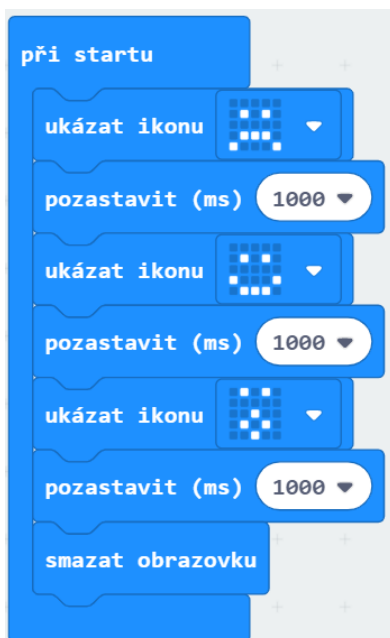 při startu
ukázat ikonu
pozastavit (ms) 1000
ukázat ikonu
pozastavit (ms) 1000
ukázat ikonu
pozastavit (ms) 1000
smazat obrazovku